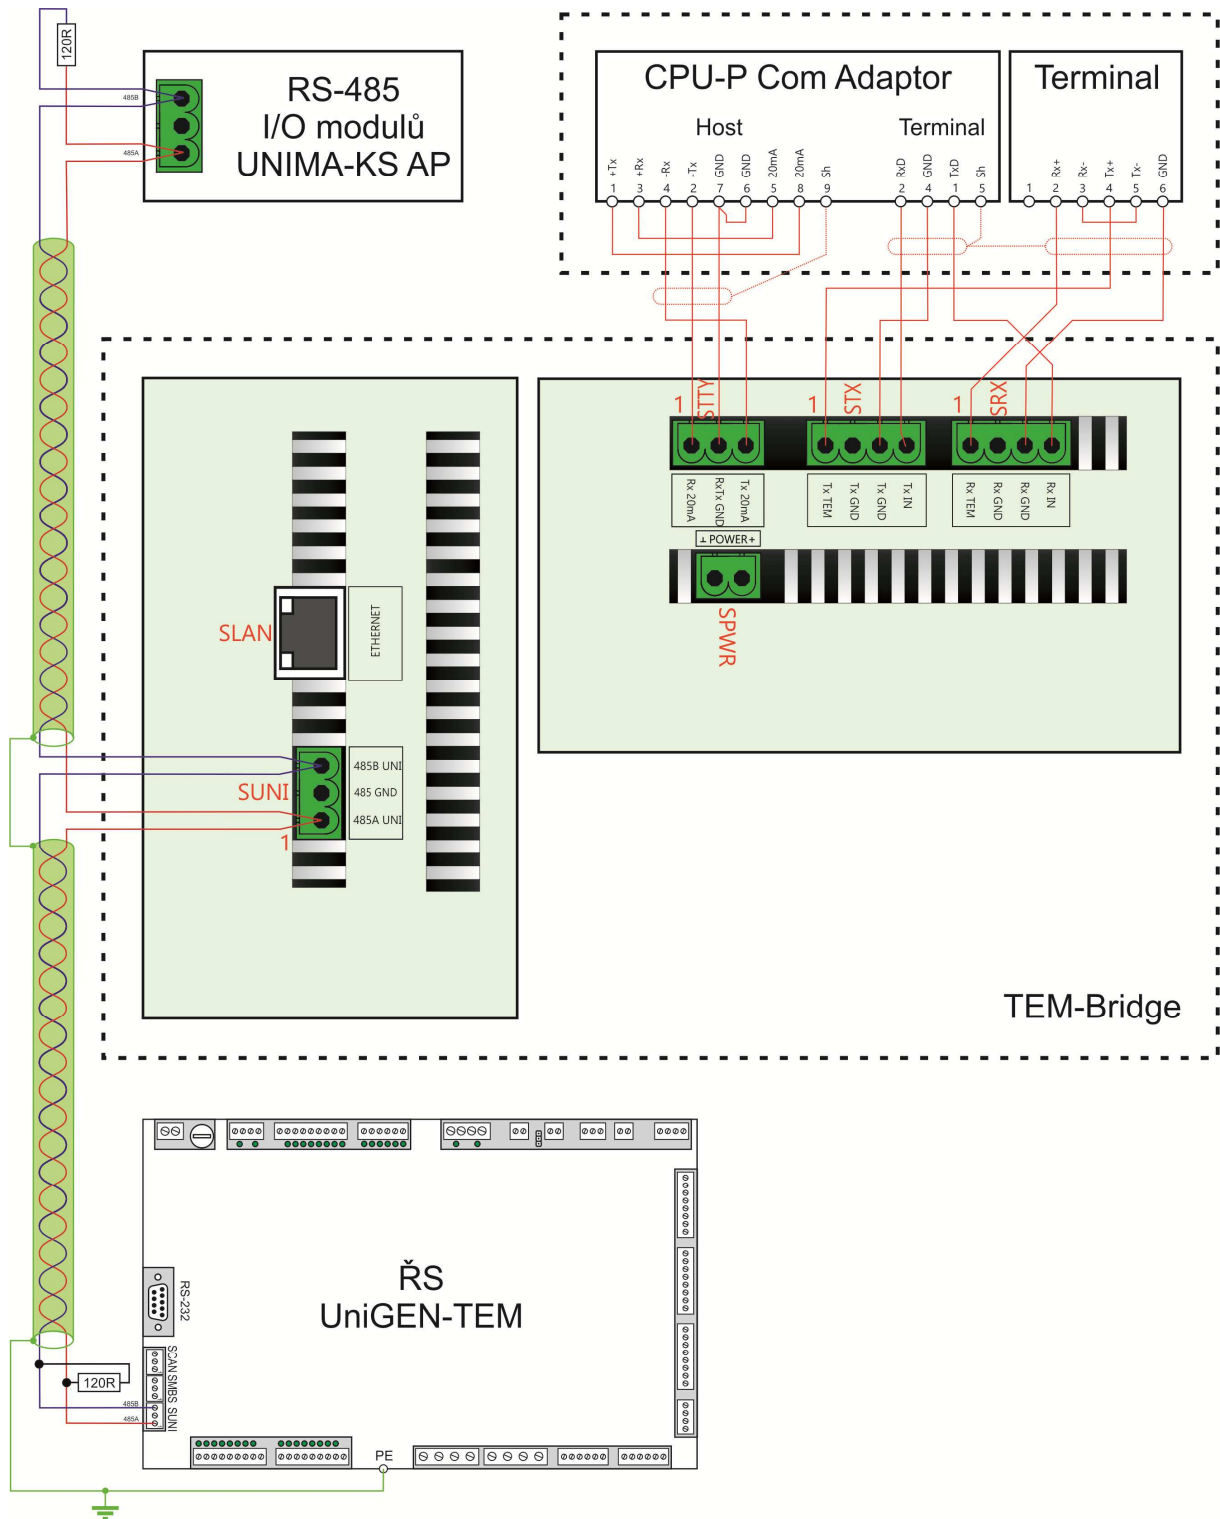 120R
RS-485
I/O modulů
UNIMA-KS AP
485B
485A
CPU-P Com Adaptor
Host
Terminal
+Tx +Rx -Rx -Tx GND GND 20mA 20mA Sh
1 3 4 2 7 6 5 8 9
RxD GND TxD Sh
2 4 1 5
Terminal
Rx+ Rx- Tx+ Tx- GND
1 2 3 4 5 6
STTY
1
STX
1
SRX
1
Rx 20mA
RxTx GND
Tx 20mA
Tx TEM
Tx GND
Tx GND
Tx IN
Rx TEM
Rx GND
Rx GND
Rx IN
⊥ POWER+
SPWR
SLAN
ETHERNET
SUNI
485B UNI
485 GND
485A UNI
1
TEM-Bridge
ŘS
UniGEN-TEM
RS-232
SCAN SMBS SUNI
120R
485B
485A
PE